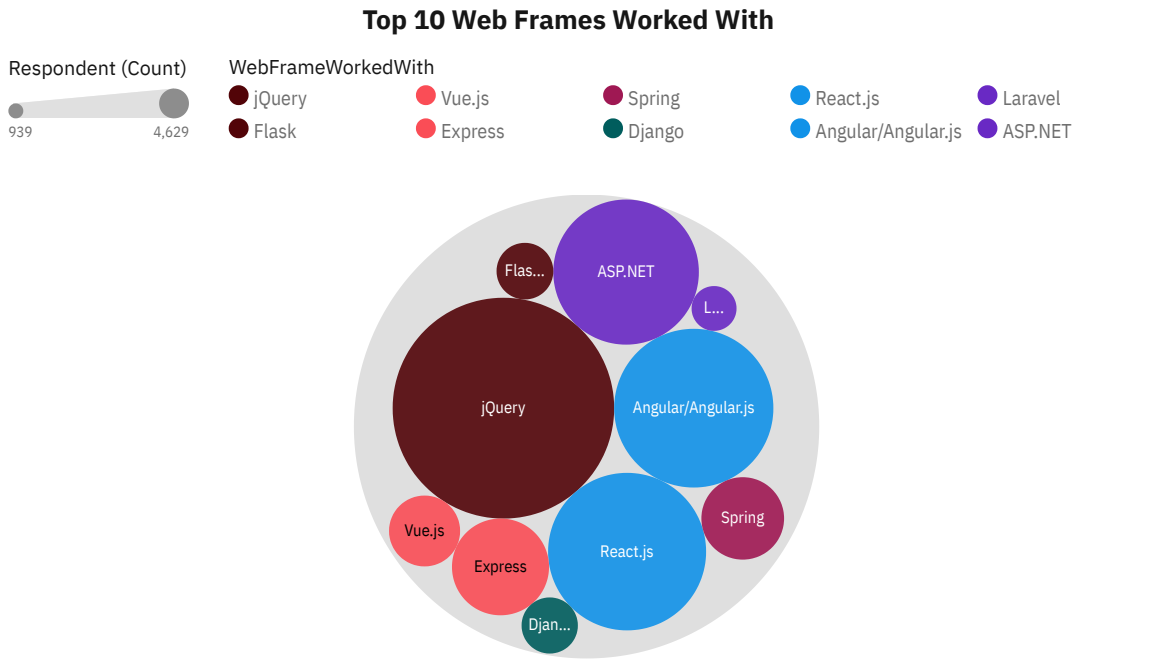 Top 10 Web Frames Worked With
Respondent (Count)
939
4,629
WebFrameWorkedWith
jQuery
Vue.js
Spring
React.js
Laravel
Flask
Express
Django
Angular/Angular.js
ASP.NET
Flas...
ASP.NET
L...
jQuery
Angular/Angular.js
Vue.js
Express
React.js
Spring
Djan...